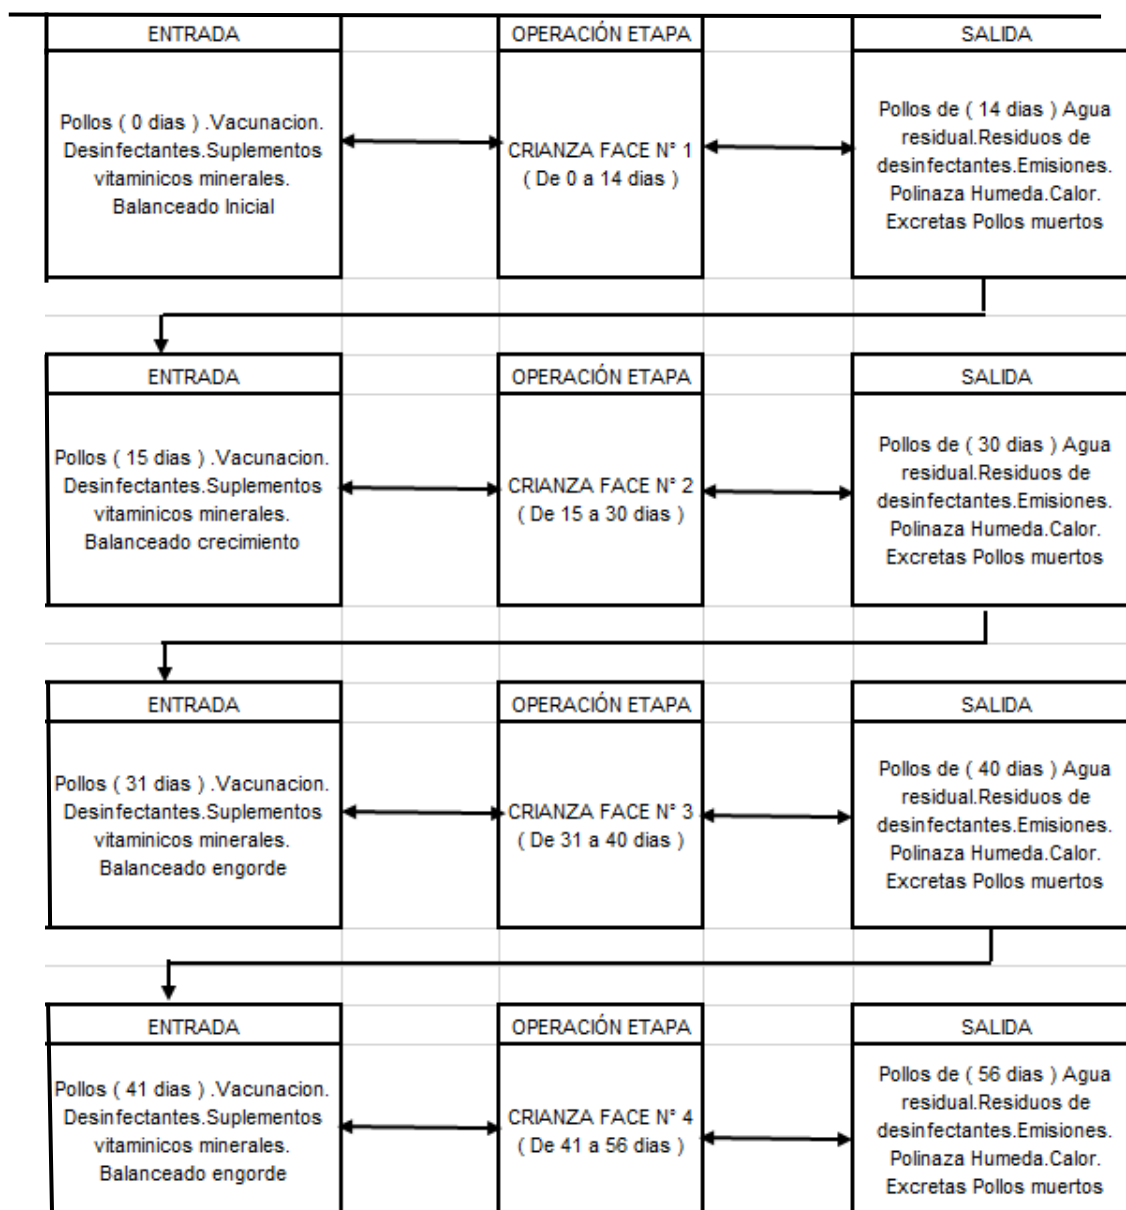 ENTRADA
OPERACIÓN ETAPA
SALIDA
Pollos ( 0 dias ) .Vacunacion.
Desinfectantes.Suplementos
vitaminicos minerales.
Balanceado Inicial
CRIANZA FACE N° 1
( De 0 a 14 dias )
Pollos de ( 14 dias ) Agua
residual.Residuos de
desinfectantes.Emisiones.
Polinaza Humeda.Calor.
Excretas Pollos muertos
ENTRADA
OPERACIÓN ETAPA
SALIDA
Pollos ( 15 dias ) .Vacunacion.
Desinfectantes.Suplementos
vitaminicos minerales.
Balanceado crecimiento
CRIANZA FACE N° 2
( De 15 a 30 dias )
Pollos de ( 30 dias ) Agua
residual.Residuos de
desinfectantes.Emisiones.
Polinaza Humeda.Calor.
Excretas Pollos muertos
ENTRADA
OPERACIÓN ETAPA
SALIDA
Pollos ( 31 dias ) .Vacunacion.
Desinfectantes.Suplementos
vitaminicos minerales.
Balanceado engorde
CRIANZA FACE N° 3
( De 31 a 40 dias )
Pollos de ( 40 dias ) Agua
residual.Residuos de
desinfectantes.Emisiones.
Polinaza Humeda.Calor.
Excretas Pollos muertos
ENTRADA
OPERACIÓN ETAPA
SALIDA
Pollos ( 41 dias ) .Vacunacion.
Desinfectantes.Suplementos
vitaminicos minerales.
Balanceado engorde
CRIANZA FACE N° 4
( De 41 a 56 dias )
Pollos de ( 56 dias ) Agua
residual.Residuos de
desinfectantes.Emisiones.
Polinaza Humeda.Calor.
Excretas Pollos muertos